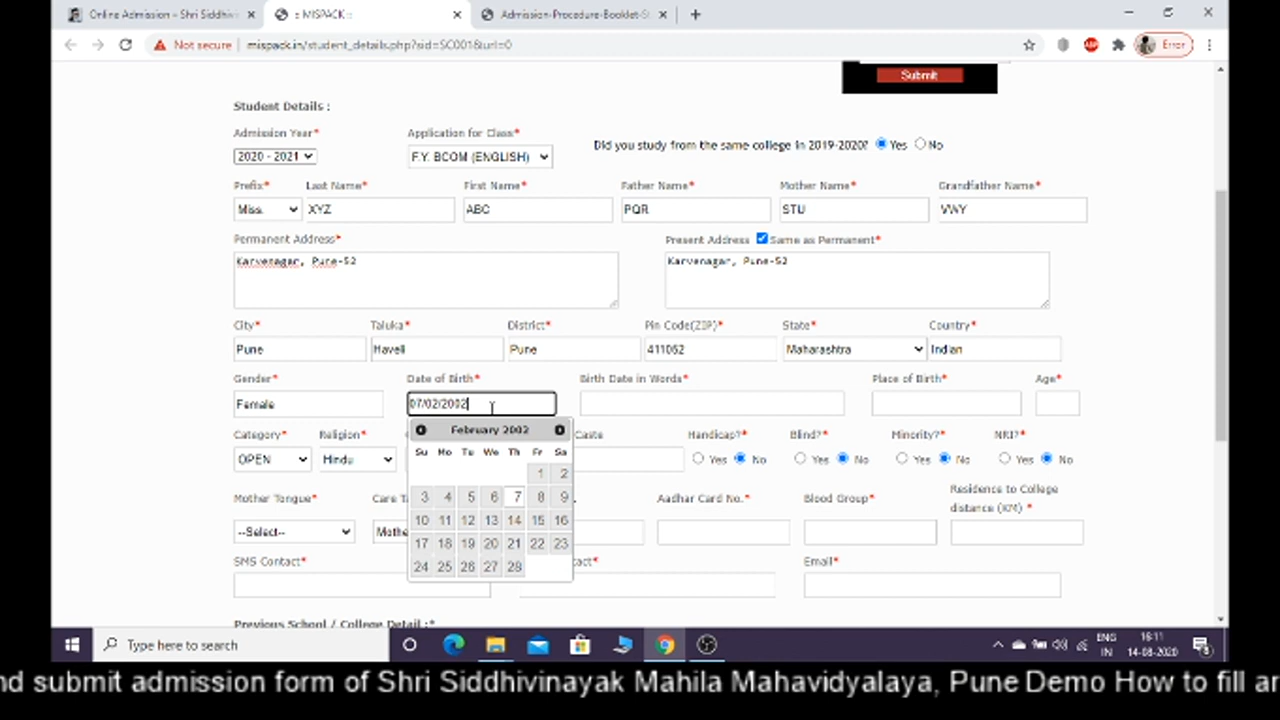 Online Admission – Shri Siddhivi
:: MISPACK ::
Admission-Procedure-Booklet-S
Not secure
mispack.in/student_details.php?sid=SC001&url=0
ABP
Error
Submit
Student Details :
Admission Year*
Application for Class*
2020 - 2021
F.Y. BCOM (ENGLISH)
Did you study from the same college in 2019-2020? Yes No
Prefix* Last Name* First Name* Father Name* Mother Name* Grandfather Name*
Miss. XYZ ABC PQR STU VWY
Permanent Address* Present Address Same as Permanent*
Karvenagar, Pune-52 Karvenagar, Pune-52
City* Taluka* District* Pin Code(ZIP)* State* Country*
Pune Haveli Pune 411052 Maharashtra Indian
Gender* Date of Birth* Birth Date in Words* Place of Birth* Age*
Female 07/02/2002
February 2002
Category* Religion* Caste Handicap?* Blind?* Minority?* NRI?*
Su Mo Tu We Th Fr Sa
OPEN Hindu Yes No Yes No Yes No Yes No
1 2
3 4 5 6 7 8 9
Mother Tongue* Care Ta Aadhar Card No.* Blood Group* Residence to College distance (KM) *
10 11 12 13 14 15 16
--Select-- Mothe
17 18 19 20 21 22 23
SMS Contact* tact* Email*
24 25 26 27 28
Previous School / College Detail :*
Type here to search
ENG
IN
16:11
14-08-2020
nd submit admission form of Shri Siddhivinayak Mahila Mahavidyalaya, Pune Demo How to fill ar